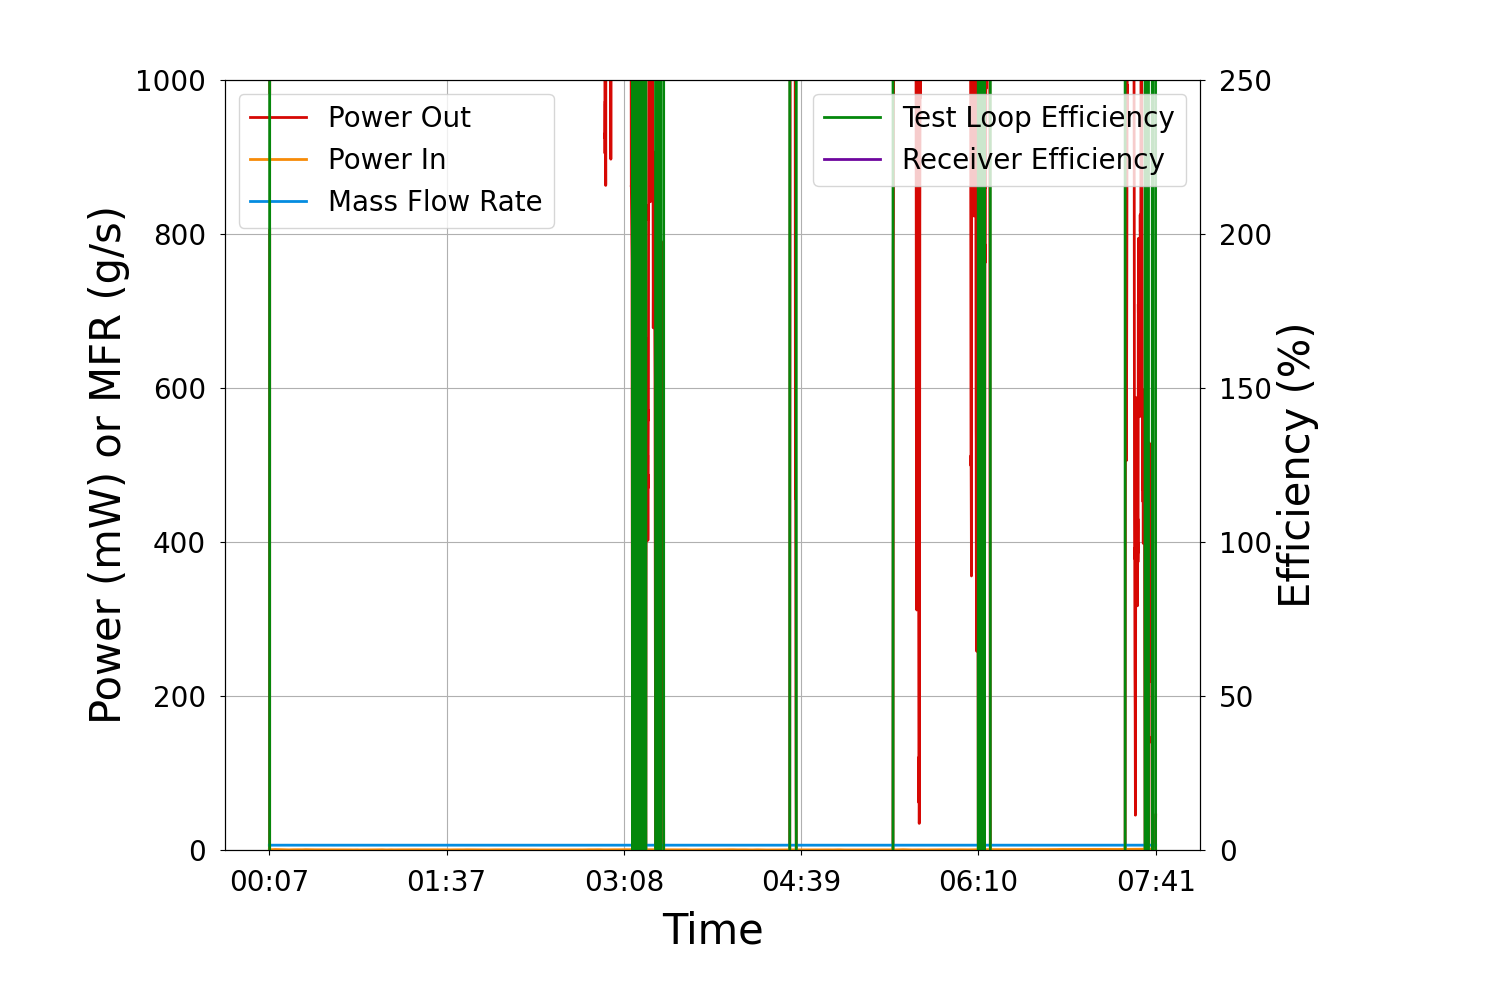 Power (mW) or MFR (g/s)
1000
800
600
400
200
0
Power Out
Power In
Mass Flow Rate
Test Loop Efficiency
Receiver Efficiency
250
200
150
100
50
0
Efficiency (%)
00:07 01:37 03:08 04:39 06:10 07:41
Time